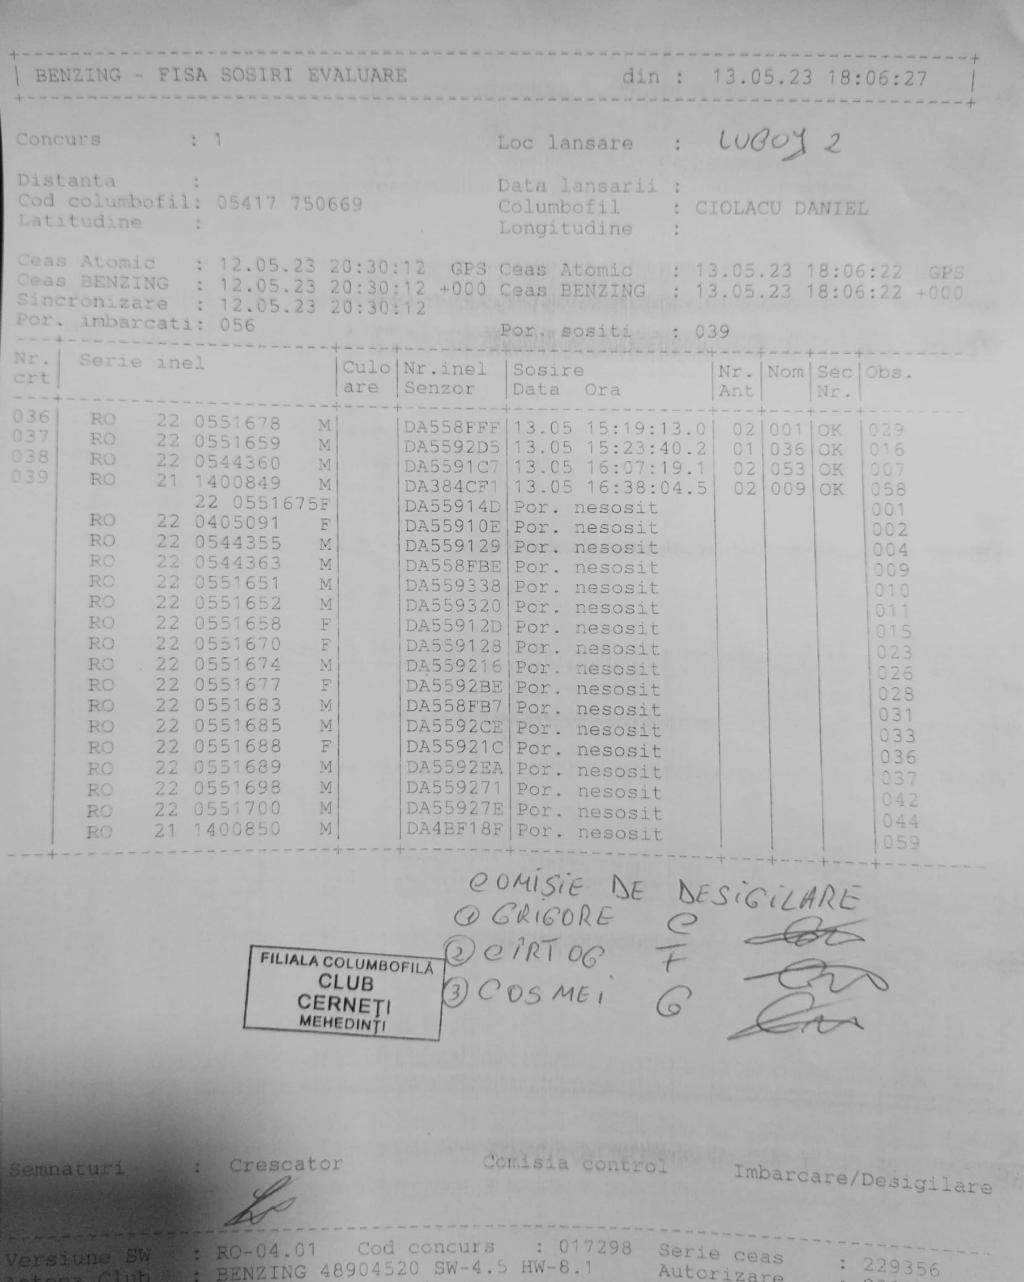 BENZING - FISA SOSIRI EVALUARE din : 13.05.23 18:06:27
Concurs : 1 Loc lansare : LUGOJ 2
Distanta : Data lansarii :
Cod columbofil: 05417 750669 Columbofil : CIOLACU DANIEL
Latitudine : Longitudine :
Ceas Atomic : 12.05.23 20:30:12 GPS Ceas Atomic : 13.05.23 18:06:22 GPS
Ceas BENZING : 12.05.23 20:30:12 +000 Ceas BENZING : 13.05.23 18:06:22 +000
Sincronizare : 12.05.23 20:30:12
Por. imbarcati: 056 Por. sositi : 039
Nr. Serie inel Culo Nr.inel Sosire Nr. Nom Sec Obs.
crt are Senzor Data Ora Ant Nr.
036 RO 22 0551678 M DA558FFF 13.05 15:19:13.0 02 001 OK 029
037 RO 22 0551659 M DA5592D5 13.05 15:23:40.2 01 036 OK 016
038 RO 22 0544360 M DA5591C7 13.05 16:07:19.1 02 053 OK 007
039 RO 21 1400849 M DA384CF1 13.05 16:38:04.5 02 009 OK 058
22 0551675F DA55914D Por. nesosit 001
RO 22 0405091 F DA55910E Por. nesosit 002
RO 22 0544355 M DA559129 Por. nesosit 004
RO 22 0544363 M DA558FBE Por. nesosit 009
RO 22 0551651 M DA559338 Por. nesosit 010
RO 22 0551652 M DA559320 Por. nesosit 011
RO 22 0551658 F DA55912D Por. nesosit 015
RO 22 0551670 F DA559128 Por. nesosit 023
RO 22 0551674 M DA559216 Por. nesosit 026
RO 22 0551677 F DA5592BE Por. nesosit 028
RO 22 0551683 M DA558FB7 Por. nesosit 031
RO 22 0551685 M DA5592CE Por. nesosit 033
RO 22 0551688 F DA55921C Por. nesosit 036
RO 22 0551689 M DA5592EA Por. nesosit 037
RO 22 0551698 M DA559271 Por. nesosit 042
RO 22 0551700 M DA55927E Por. nesosit 044
RO 21 1400850 M DA4BF18F Por. nesosit 059
COMIȘIE DE DESIGILARE
① GRIGORE C
② CÎRTOG F
③ COSMEI G
FILIALA COLUMBOFILĂ
CLUB
CERNEȚI
MEHEDINȚI
Semnaturi : Crescator Comisia control Imbarcare/Desigilare
Versiune SW : RO-04.01 Cod concurs : 017298 Serie ceas : 229356
Antena Club : BENZING 48904520 SW-4.5 HW-8.1 Autorizare